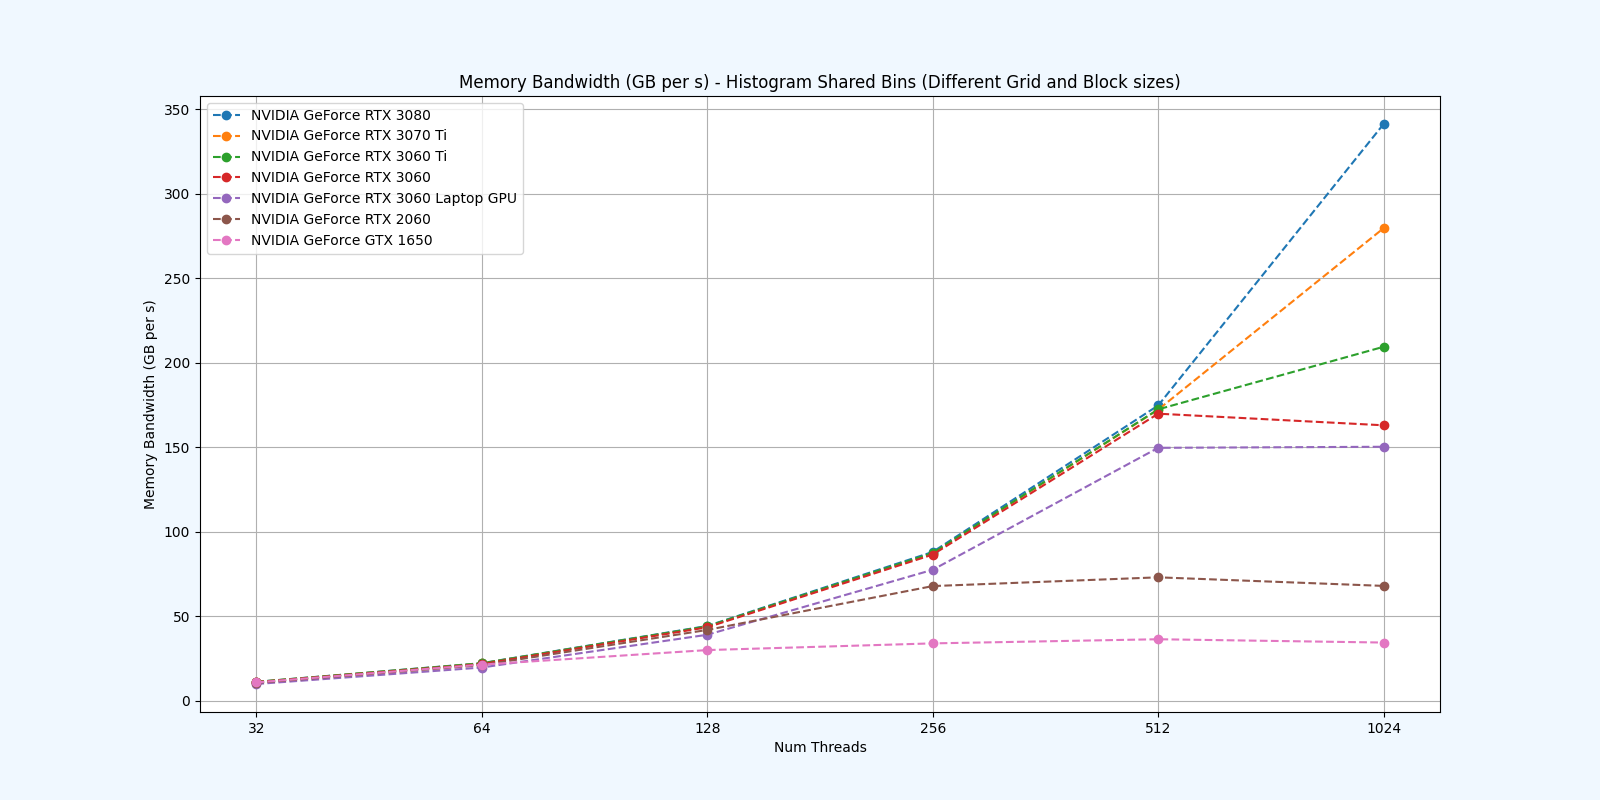 Memory Bandwidth (GB per s) - Histogram Shared Bins (Different Grid and Block sizes)
NVIDIA GeForce RTX 3080
NVIDIA GeForce RTX 3070 Ti
NVIDIA GeForce RTX 3060 Ti
NVIDIA GeForce RTX 3060
NVIDIA GeForce RTX 3060 Laptop GPU
NVIDIA GeForce RTX 2060
NVIDIA GeForce GTX 1650
Memory Bandwidth (GB per s)
350
300
250
200
150
100
50
0
32 64 128 256 512 1024
Num Threads